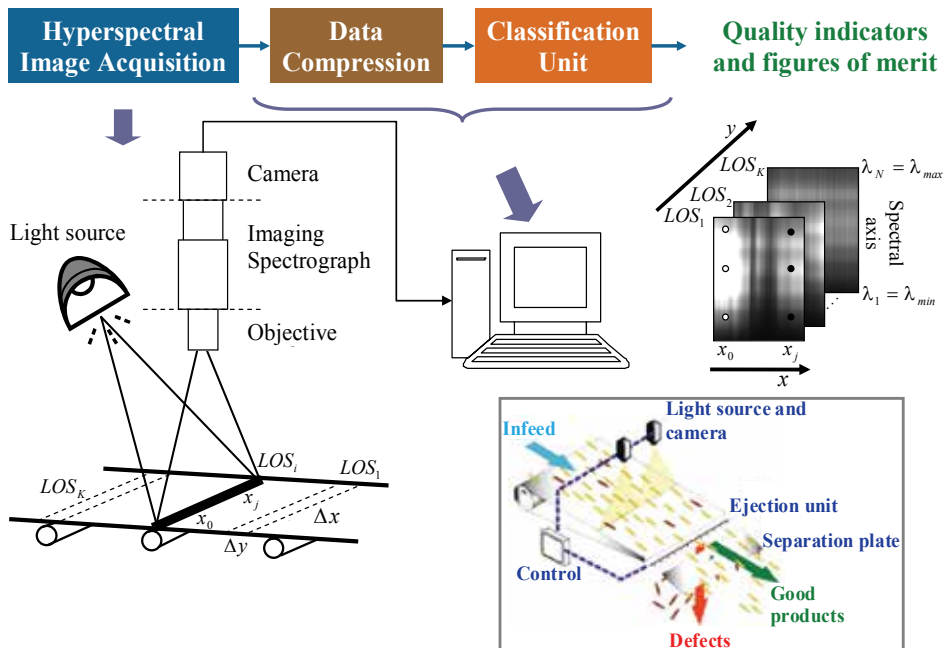 Hyperspectral
Image Acquisition
Data
Compression
Classification
Unit
Quality indicators
and figures of merit
Camera
Imaging
Spectrograph
Objective
Light source
LOS_K
LOS_i
LOS_1
x_j
x_0
Δx
Δy
y
LOS_K
LOS_2
LOS_1
λ_N = λ_max
Spectral
axis
λ_1 = λ_min
...
x_0
x_j
x
Light source and
camera
Infeed
Ejection unit
Separation plate
Control
Good
products
Defects